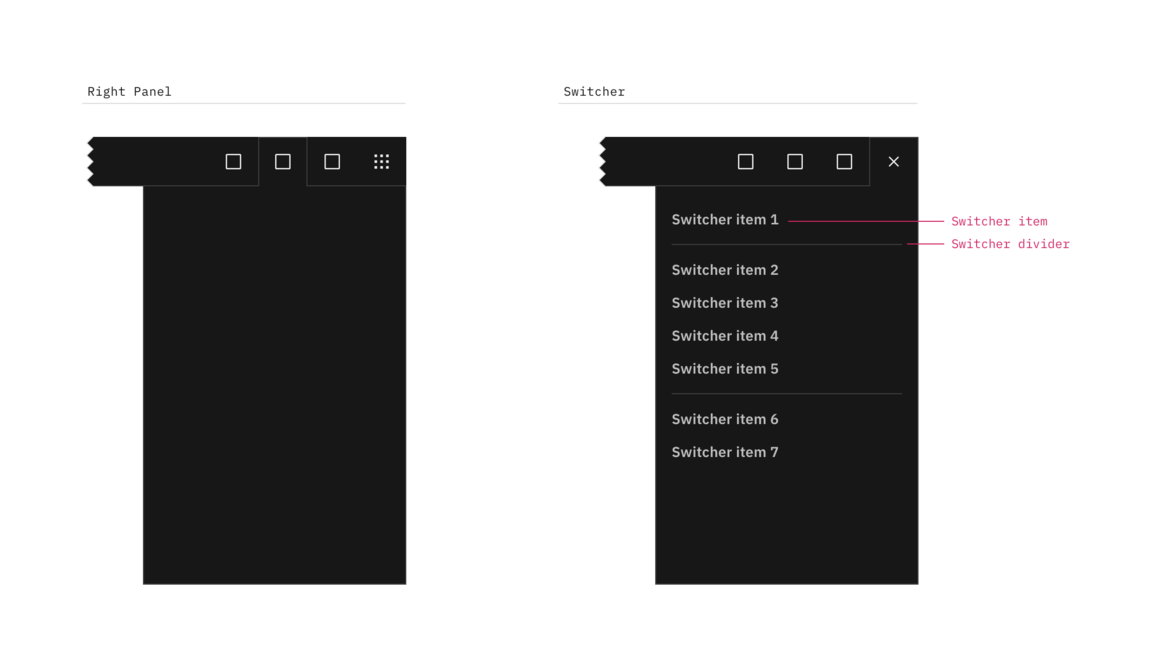 Right Panel
Switcher
Switcher item 1
Switcher item
Switcher divider
Switcher item 2
Switcher item 3
Switcher item 4
Switcher item 5
Switcher item 6
Switcher item 7